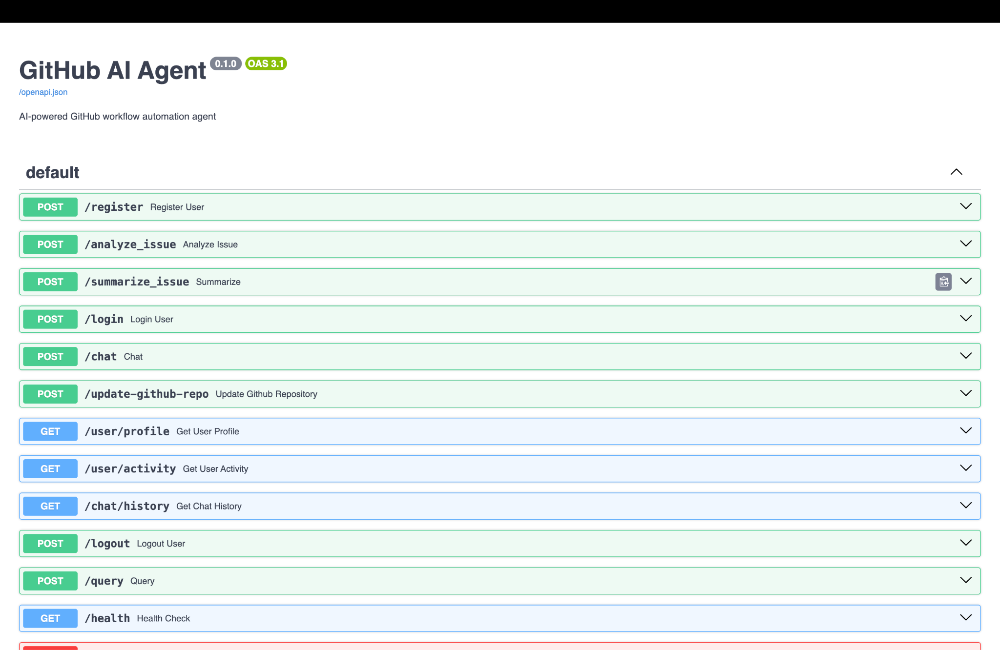 GitHub AI Agent 0.1.0 OAS 3.1
/openapi.json
AI-powered GitHub workflow automation agent
default
POST /register Register User
POST /analyze_issue Analyze Issue
POST /summarize_issue Summarize
POST /login Login User
POST /chat Chat
POST /update-github-repo Update Github Repository
GET /user/profile Get User Profile
GET /user/activity Get User Activity
GET /chat/history Get Chat History
POST /logout Logout User
POST /query Query
GET /health Health Check